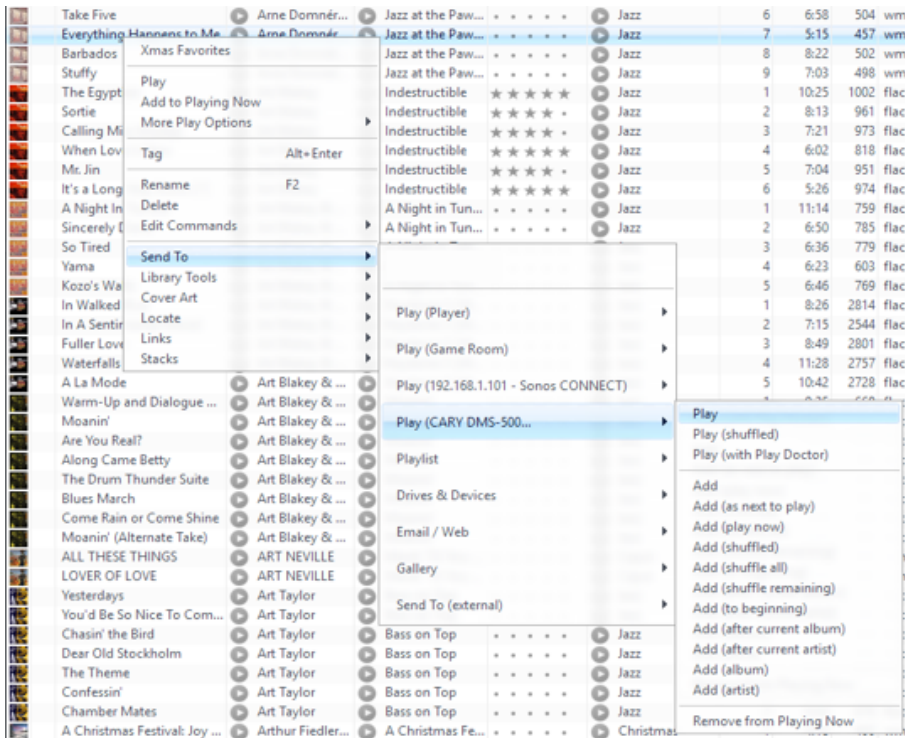 Take Five Arne Domnér... Jazz at the Paw... Jazz 6 6:58 504 wm
Everything Happens to Me Arne Domnér... Jazz at the Paw... Jazz 7 5:15 457 wm
Barbados Jazz at the Paw... Jazz 8 8:22 502 wm
Stuffy Jazz at the Paw... Jazz 9 7:03 498 wm
The Egypt Indestructible Jazz 1 10:25 1002 flac
Sortie Indestructible Jazz 2 8:13 961 flac
Calling Mi Indestructible Jazz 3 7:21 973 flac
When Lov Indestructible Jazz 4 6:02 818 flac
Mr. Jin Indestructible Jazz 5 7:04 951 flac
It's a Long Indestructible Jazz 6 5:26 974 flac
A Night In A Night in Tun... Jazz 1 11:14 759 flac
Sincerely D A Night in Tun... Jazz 2 6:50 785 flac
So Tired 3 6:36 779 flac
Yama 4 6:23 603 flac
Kozo's Wa 5 6:46 769 flac
In Walked 1 8:26 2814 flac
In A Sentir 2 7:15 2544 flac
Fuller Love 3 8:49 2801 flac
Waterfalls 4 11:28 2757 flac
A La Mode Art Blakey & ... 5 10:42 2728 flac
Warm-Up and Dialogue ... Art Blakey & ...
Moanin' Art Blakey & ...
Are You Real? Art Blakey & ...
Along Came Betty Art Blakey & ...
The Drum Thunder Suite Art Blakey & ...
Blues March Art Blakey & ...
Come Rain or Come Shine Art Blakey & ...
Moanin' (Alternate Take) Art Blakey & ...
ALL THESE THINGS ART NEVILLE
LOVER OF LOVE ART NEVILLE
Yesterdays Art Taylor
You'd Be So Nice To Com... Art Taylor
Chasin' the Bird Art Taylor Bass on Top Jazz
Dear Old Stockholm Art Taylor Bass on Top Jazz
The Theme Art Taylor Bass on Top Jazz
Confessin' Art Taylor Bass on Top Jazz
Chamber Mates Art Taylor Bass on Top Jazz
A Christmas Festival: Joy ... Arthur Fiedler... A Christmas Fe... Christmas
Xmas Favorites
Play
Add to Playing Now
More Play Options
Tag Alt+Enter
Rename F2
Delete
Edit Commands
Send To
Library Tools
Cover Art
Locate
Links
Stacks
Play (Player)
Play (Game Room)
Play (192.168.1.101 - Sonos CONNECT)
Play (CARY DMS-500...
Playlist
Drives & Devices
Email / Web
Gallery
Send To (external)
Play
Play (shuffled)
Play (with Play Doctor)
Add
Add (as next to play)
Add (play now)
Add (shuffled)
Add (shuffle all)
Add (shuffle remaining)
Add (to beginning)
Add (after current album)
Add (after current artist)
Add (album)
Add (artist)
Remove from Playing Now